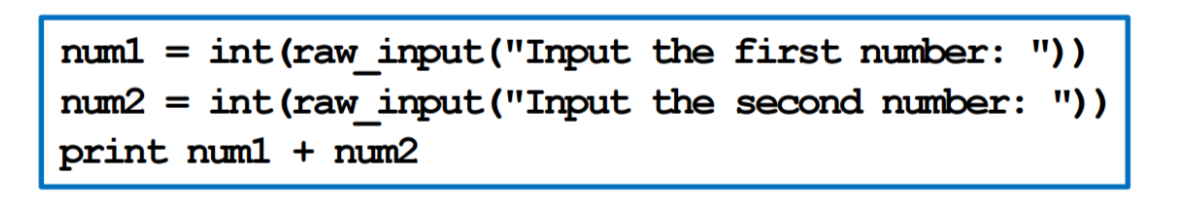 num1 = int(raw_input("Input the first number: "))
num2 = int(raw_input("Input the second number: "))
print num1 + num2